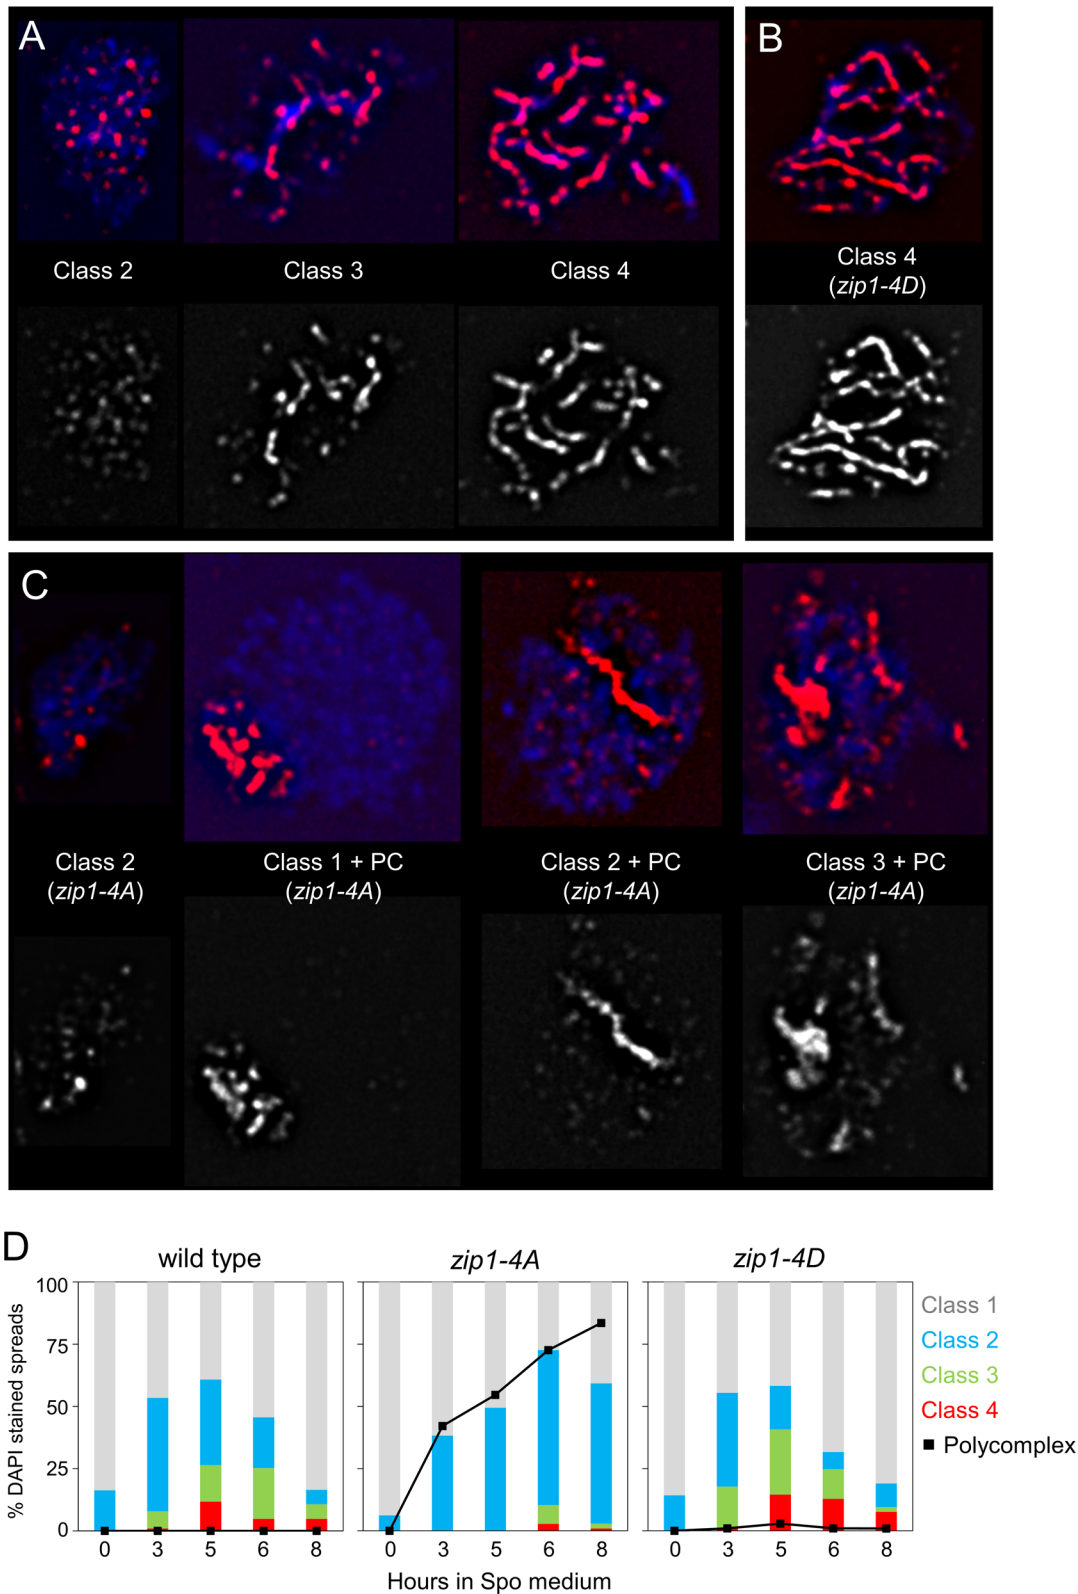 A
B
Class 2
Class 3
Class 4
Class 4
(zip1-4D)
C
Class 2
(zip1-4A)
Class 1 + PC
(zip1-4A)
Class 2 + PC
(zip1-4A)
Class 3 + PC
(zip1-4A)
D
wild type
zip1-4A
zip1-4D
% DAPI stained spreads
100
75
50
25
0
0 3 5 6 8
0 3 5 6 8
0 3 5 6 8
Hours in Spo medium
Class 1
Class 2
Class 3
Class 4
Polycomplex